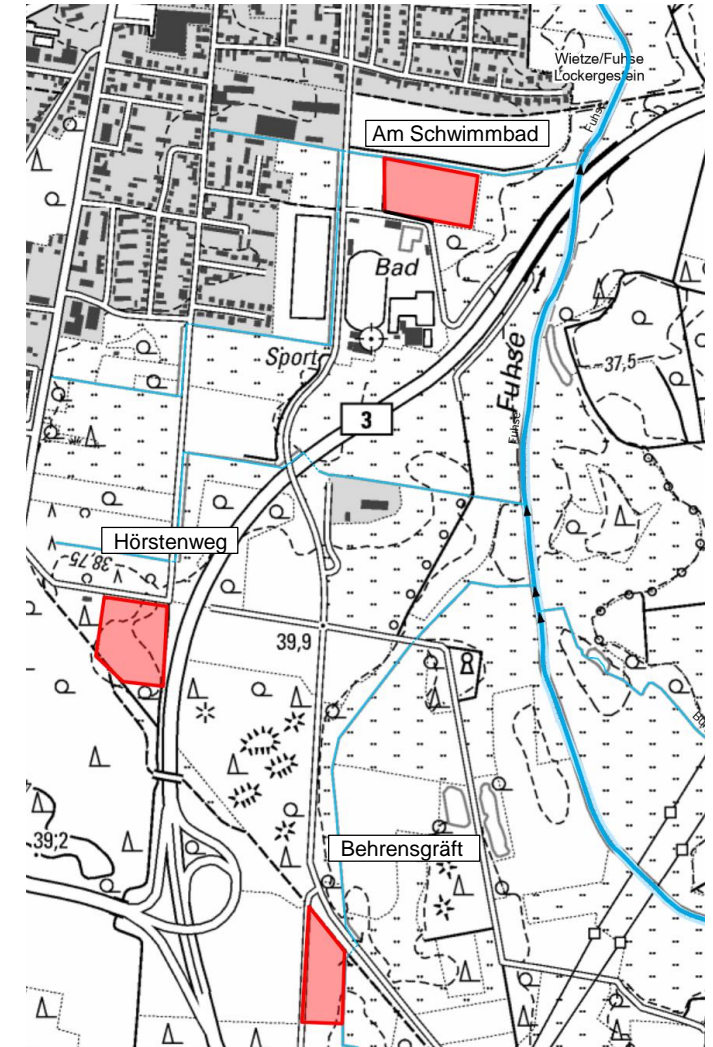 Wietze/Fuhse
Lockergestein
Fuhse
Am Schwimmbad
Bad
Sport
Fuhse
37,5
3
Fuhse
Hörstenweg
38,75
39,9
39,2
Behrensgräft